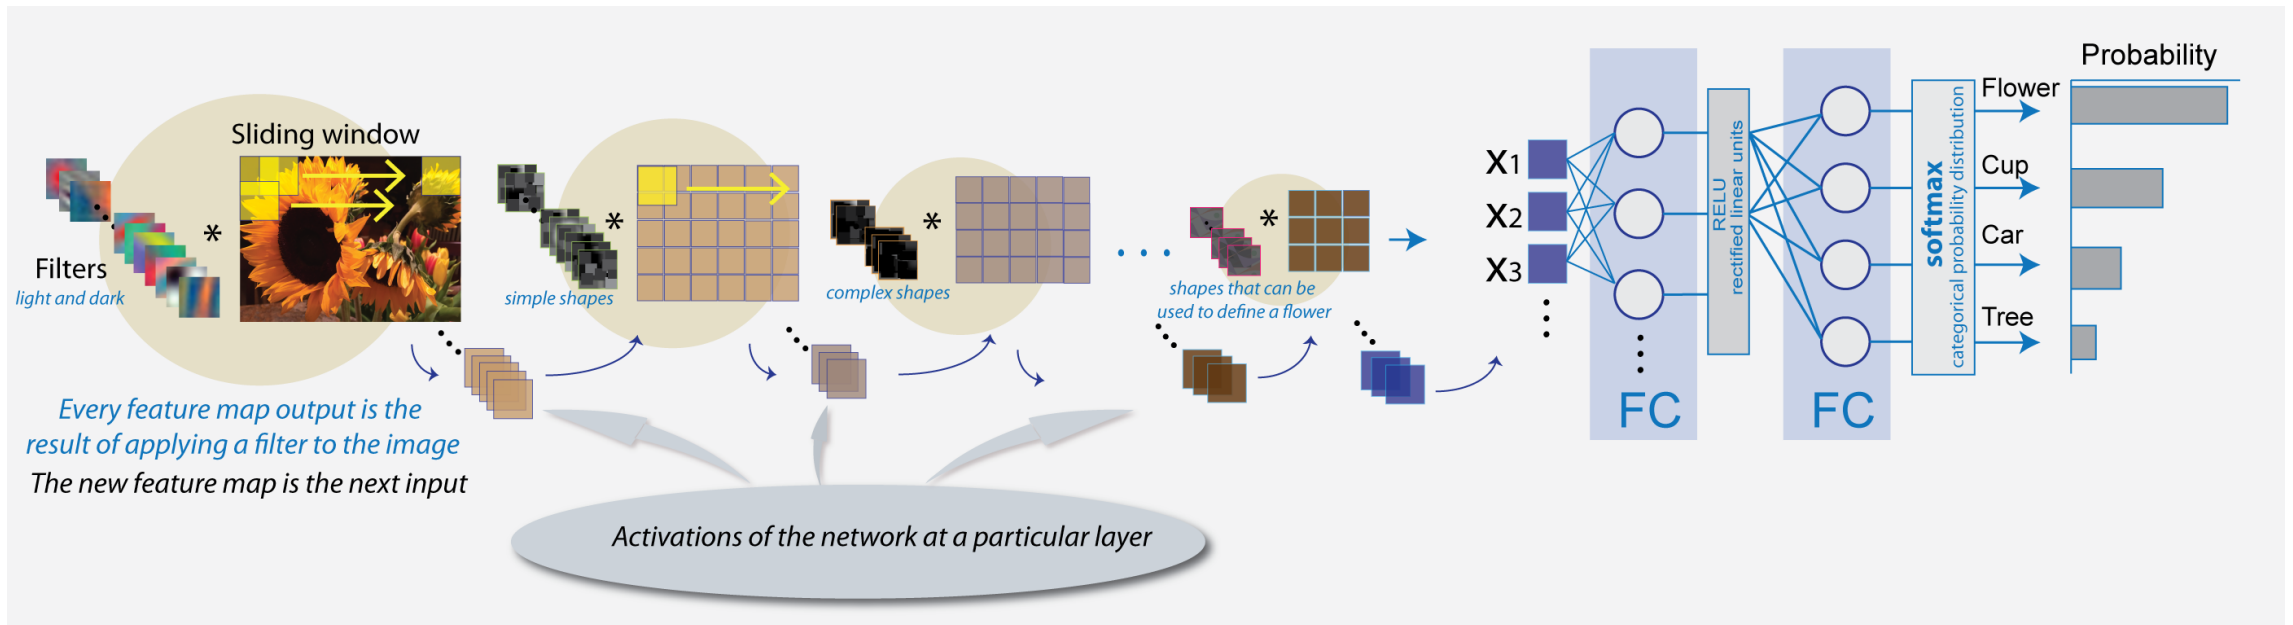 Sliding window
Filters
light and dark
*
Every feature map output is the
result of applying a filter to the image
The new feature map is the next input
simple shapes
*
complex shapes
*
shapes that can be
used to define a flower
*
Activations of the network at a particular layer
X1
X2
X3
FC
RELU
rectified linear units
FC
softmax
categorical probability distribution
Probability
Flower
Cup
Car
Tree